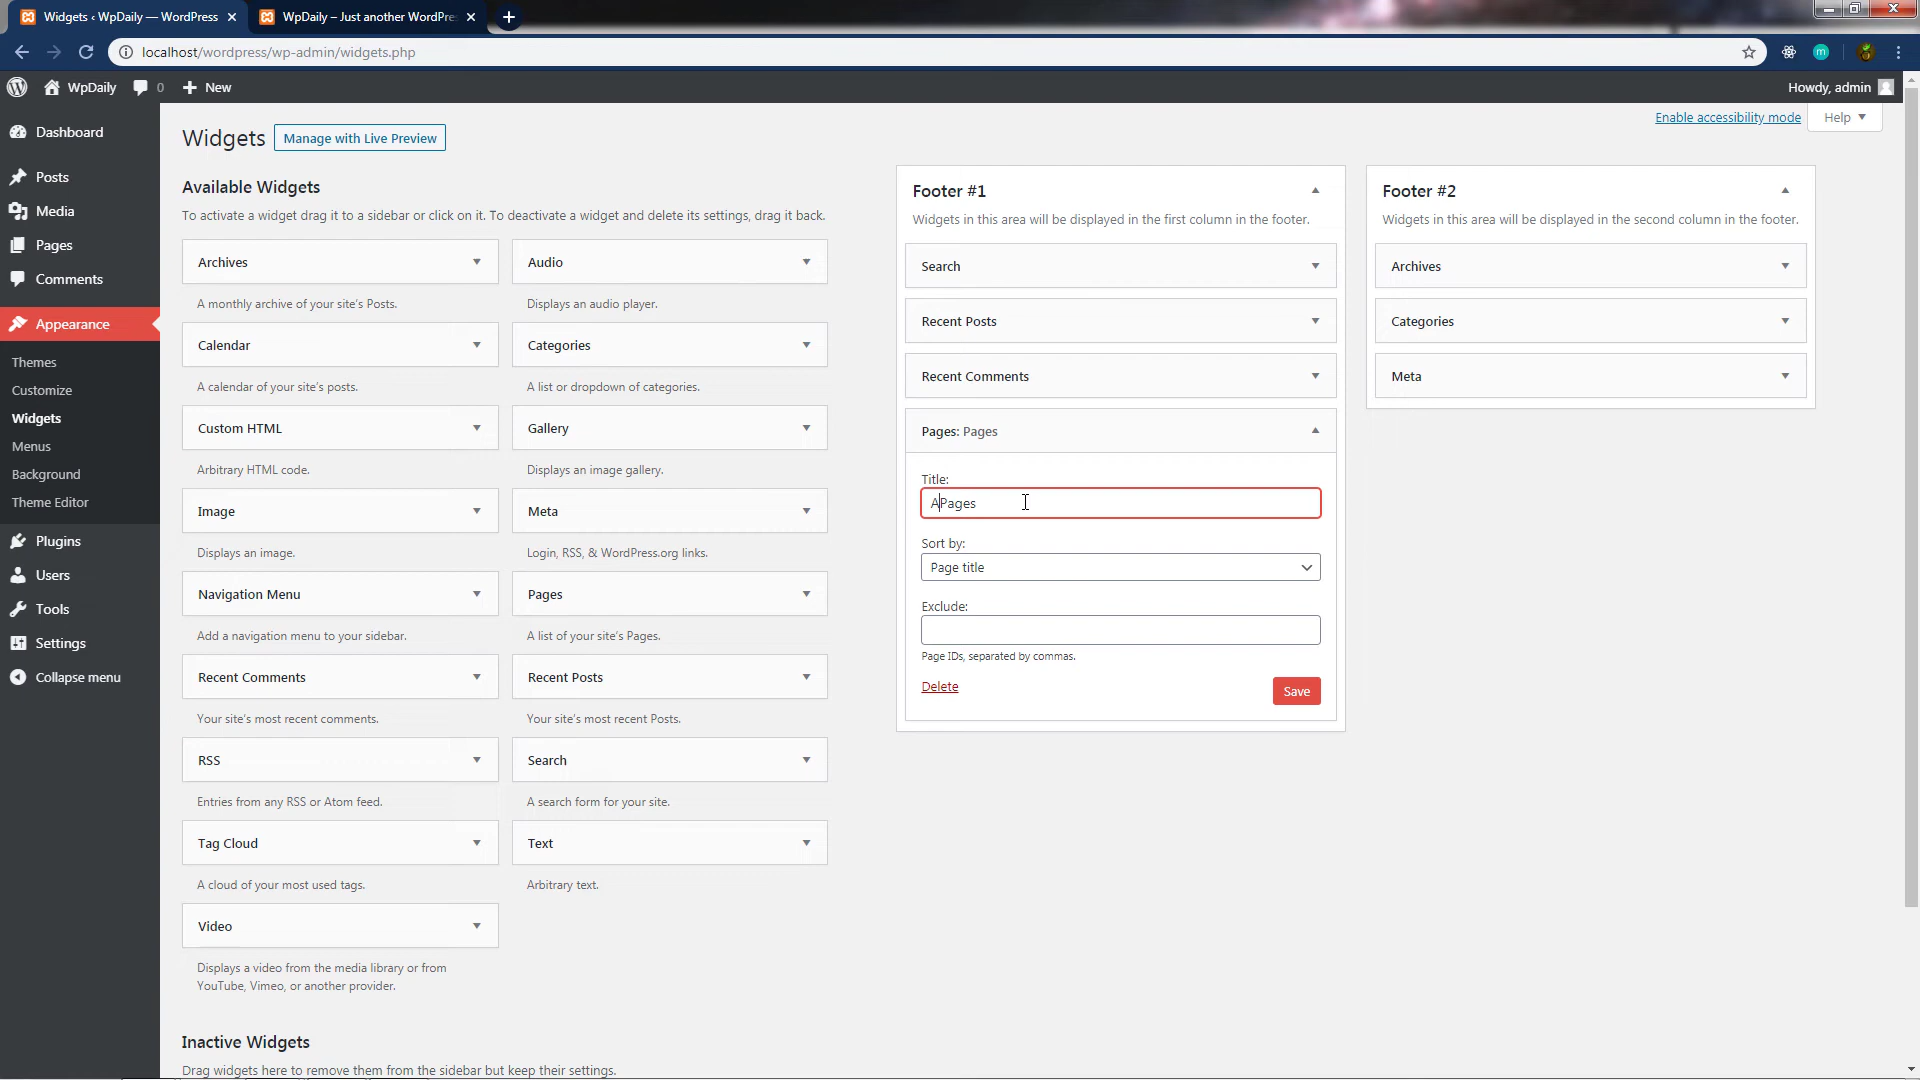 Widgets ‹ WpDaily — WordPress
WpDaily – Just another WordPre
localhost/wordpress/wp-admin/widgets.php
m
WpDaily
0
New
Howdy, admin
Dashboard
Posts
Media
Pages
Comments
Appearance
Themes
Customize
Widgets
Menus
Background
Theme Editor
Plugins
Users
Tools
Settings
Collapse menu
Enable accessibility mode
Help
Widgets
Manage with Live Preview
Available Widgets
To activate a widget drag it to a sidebar or click on it. To deactivate a widget and delete its settings, drag it back.
Archives
A monthly archive of your site's Posts.
Audio
Displays an audio player.
Calendar
A calendar of your site's posts.
Categories
A list or dropdown of categories.
Custom HTML
Arbitrary HTML code.
Gallery
Displays an image gallery.
Image
Displays an image.
Meta
Login, RSS, & WordPress.org links.
Navigation Menu
Add a navigation menu to your sidebar.
Pages
A list of your site's Pages.
Recent Comments
Your site's most recent comments.
Recent Posts
Your site's most recent Posts.
RSS
Entries from any RSS or Atom feed.
Search
A search form for your site.
Tag Cloud
A cloud of your most used tags.
Text
Arbitrary text.
Video
Displays a video from the media library or from
YouTube, Vimeo, or another provider.
Inactive Widgets
Drag widgets here to remove them from the sidebar but keep their settings.
Footer #1
Widgets in this area will be displayed in the first column in the footer.
Search
Recent Posts
Recent Comments
Pages: Pages
Title:
APages
Sort by:
Page title
Exclude:
Page IDs, separated by commas.
Delete
Save
Footer #2
Widgets in this area will be displayed in the second column in the footer.
Archives
Categories
Meta